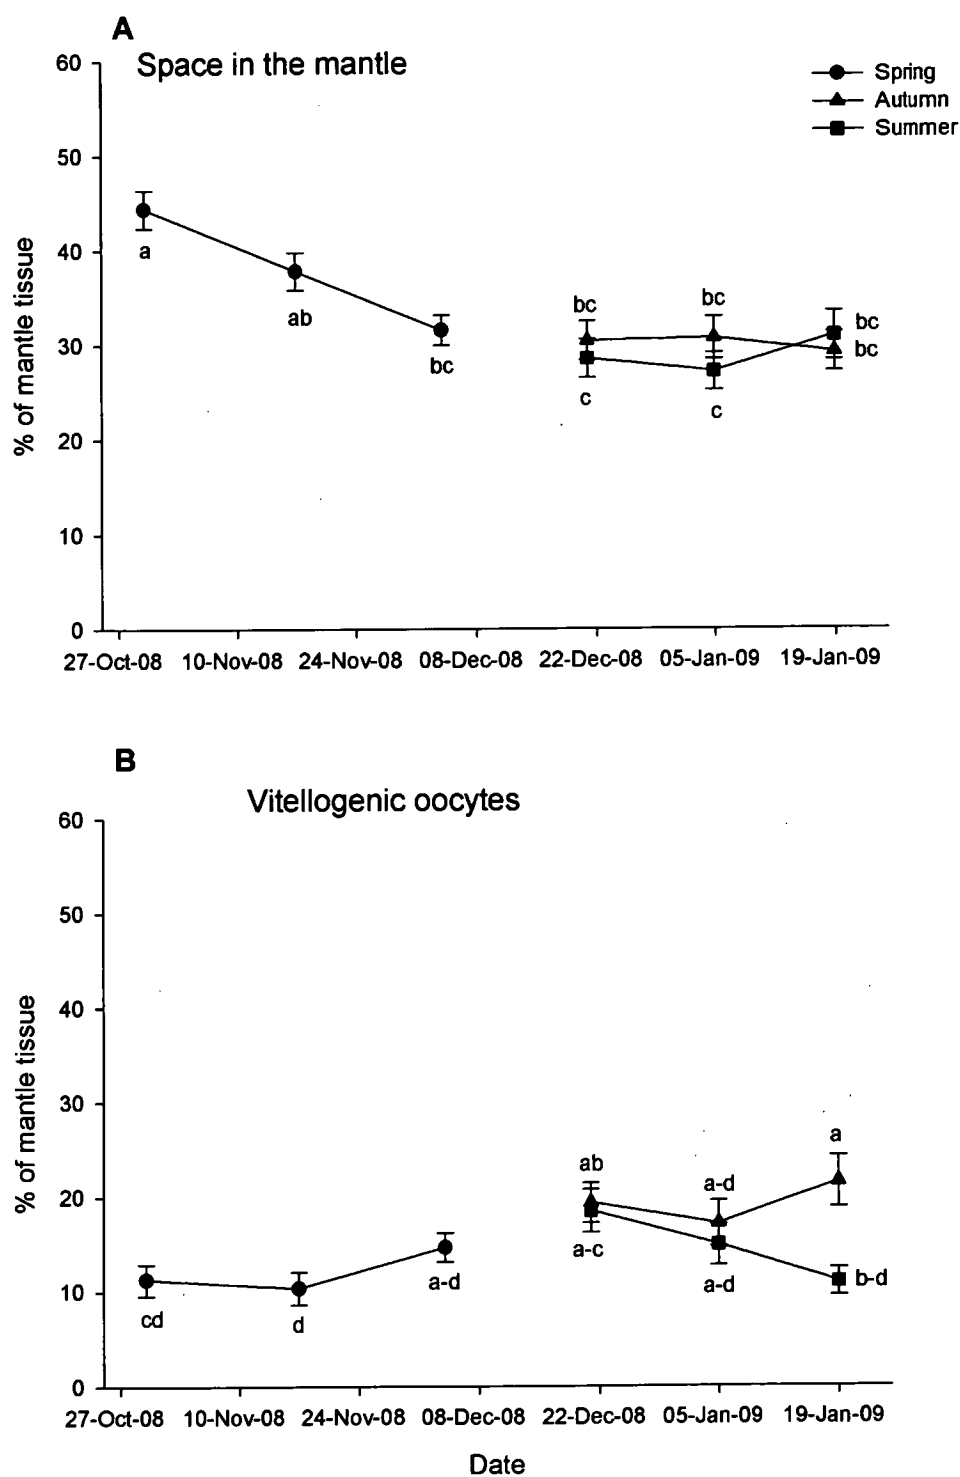 A
Space in the mantle
Spring
Autumn
Summer
60
50
40
30
20
10
0
% of mantle tissue
a
ab
bc
bc
bc
bc
bc
c
c
27-Oct-08 10-Nov-08 24-Nov-08 08-Dec-08 22-Dec-08 05-Jan-09 19-Jan-09
B
Vitellogenic oocytes
60
50
40
30
20
10
0
% of mantle tissue
a
ab
a-d
a-c
a-d
a-d
b-d
cd
d
27-Oct-08 10-Nov-08 24-Nov-08 08-Dec-08 22-Dec-08 05-Jan-09 19-Jan-09
Date